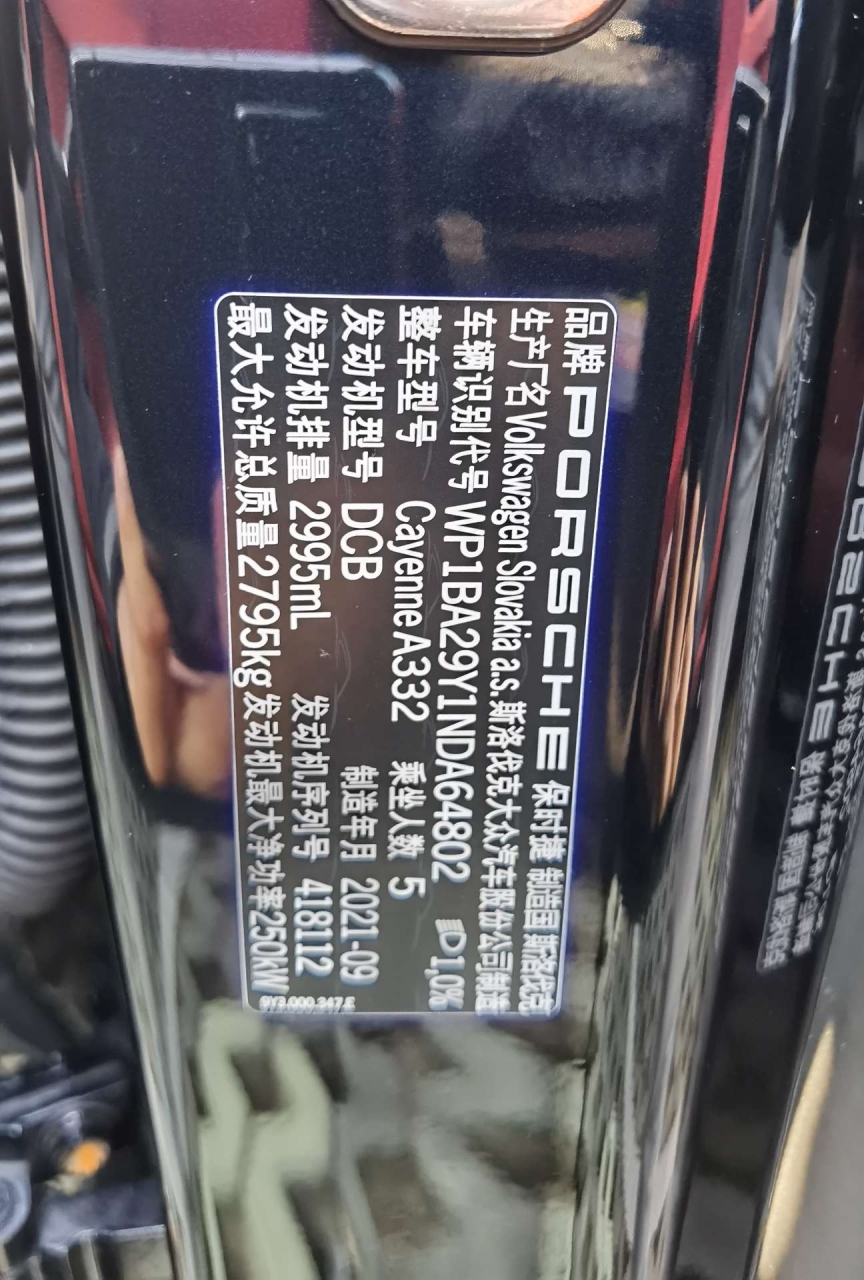 品牌 PORSCHE 保时捷 制造国 斯洛伐克
生产厂名 Volkswagen Slovakia a.s. 斯洛伐克大众汽车股份公司制造
车辆识别代号 WP1BA29Y1NDA64802 D1,0%
整车型号 Cayenne A332 乘坐人数 5
发动机型号 DCB 制造年月 2021-09
发动机排量 2995mL 发动机序列号 418112
最大允许总质量 2795kg 发动机最大净功率250kW
9Y3.000.347.E